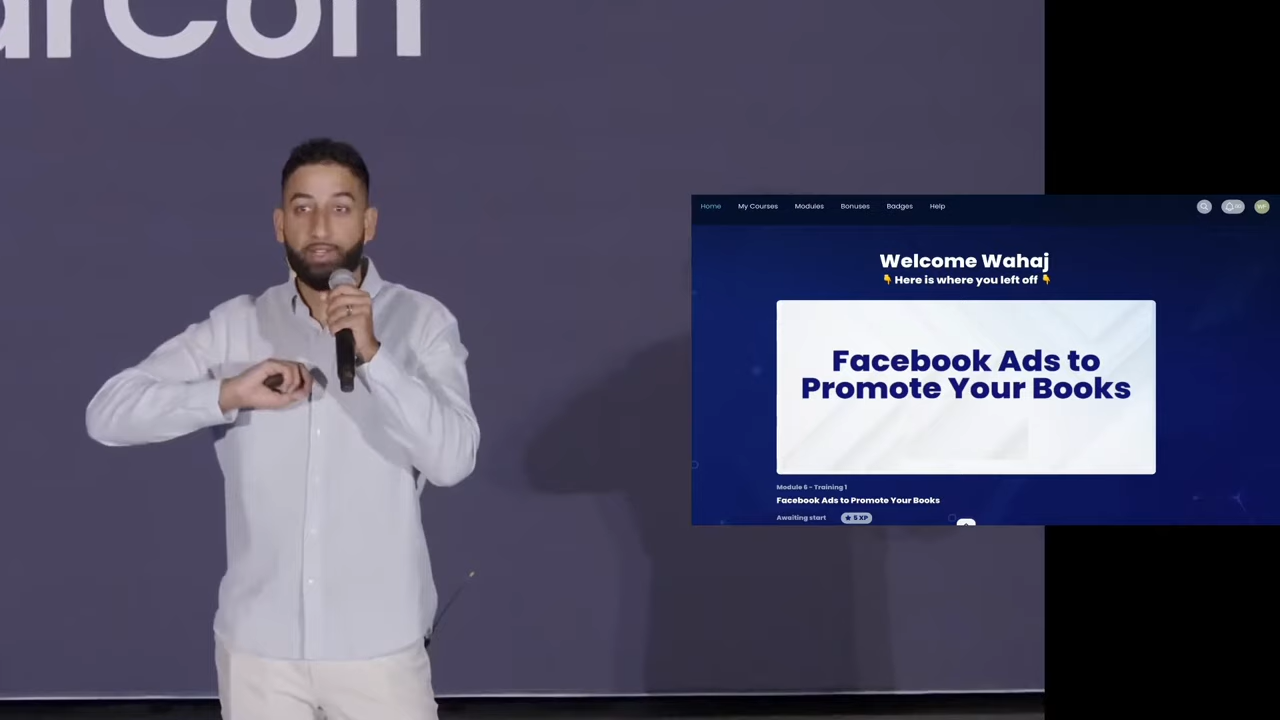 arCon
Home My Courses Modules Bonuses Badges Help
Welcome Wahaj
👇 Here is where you left off 👇
Facebook Ads to
Promote Your Books
Module 6 - Training 1
Facebook Ads to Promote Your Books
Awaiting start ★ 5 XP